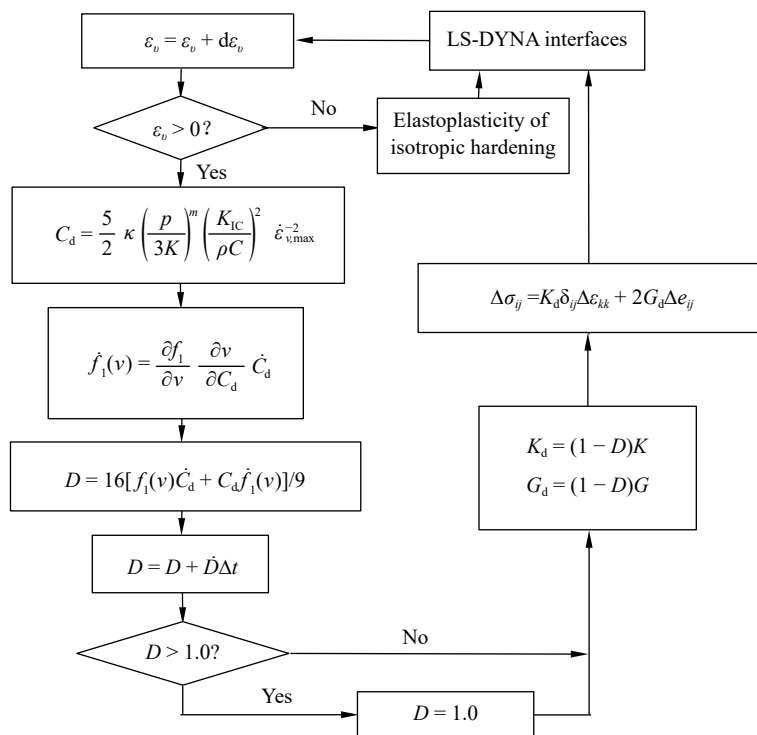 ε_v = ε_v + dε_v
LS-DYNA interfaces
ε_v > 0?
No
Elastoplasticity of
isotropic hardening
Yes
C_d = 5/2 κ (p/3K)^m (K_IC/ρC)^2 ε̇_{v,max}^{−2}
Δσ_ij = K_d δ_ij Δε_kk + 2G_d Δe_ij
ḟ_1(v) = ∂f_1/∂v ∂v/∂C_d Ċ_d
K_d = (1 − D)K
G_d = (1 − D)G
D = 16[f_1(v)Ċ_d + C_d ḟ_1(v)]/9
D = D + ḊΔt
D > 1.0?
No
Yes
D = 1.0